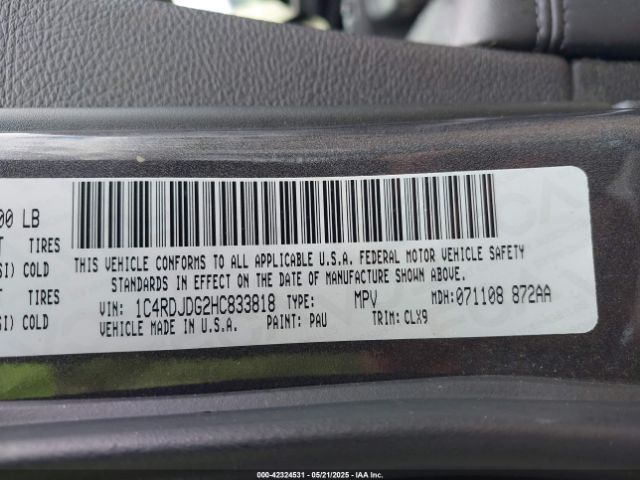 00 LB
T TIRES
SI) COLD
T TIRES
SI) COLD
THIS VEHICLE CONFORMS TO ALL APPLICABLE U.S.A. FEDERAL MOTOR VEHICLE SAFETY
STANDARDS IN EFFECT ON THE DATE OF MANUFACTURE SHOWN ABOVE.
VIN: 1C4RDJDG2HC833818 TYPE: MPV MDH:071108 872AA
VEHICLE MADE IN U.S.A. PAINT: PAU TRIM: CLX9
000-42324531 - 05/21/2025 - IAAI, Inc.